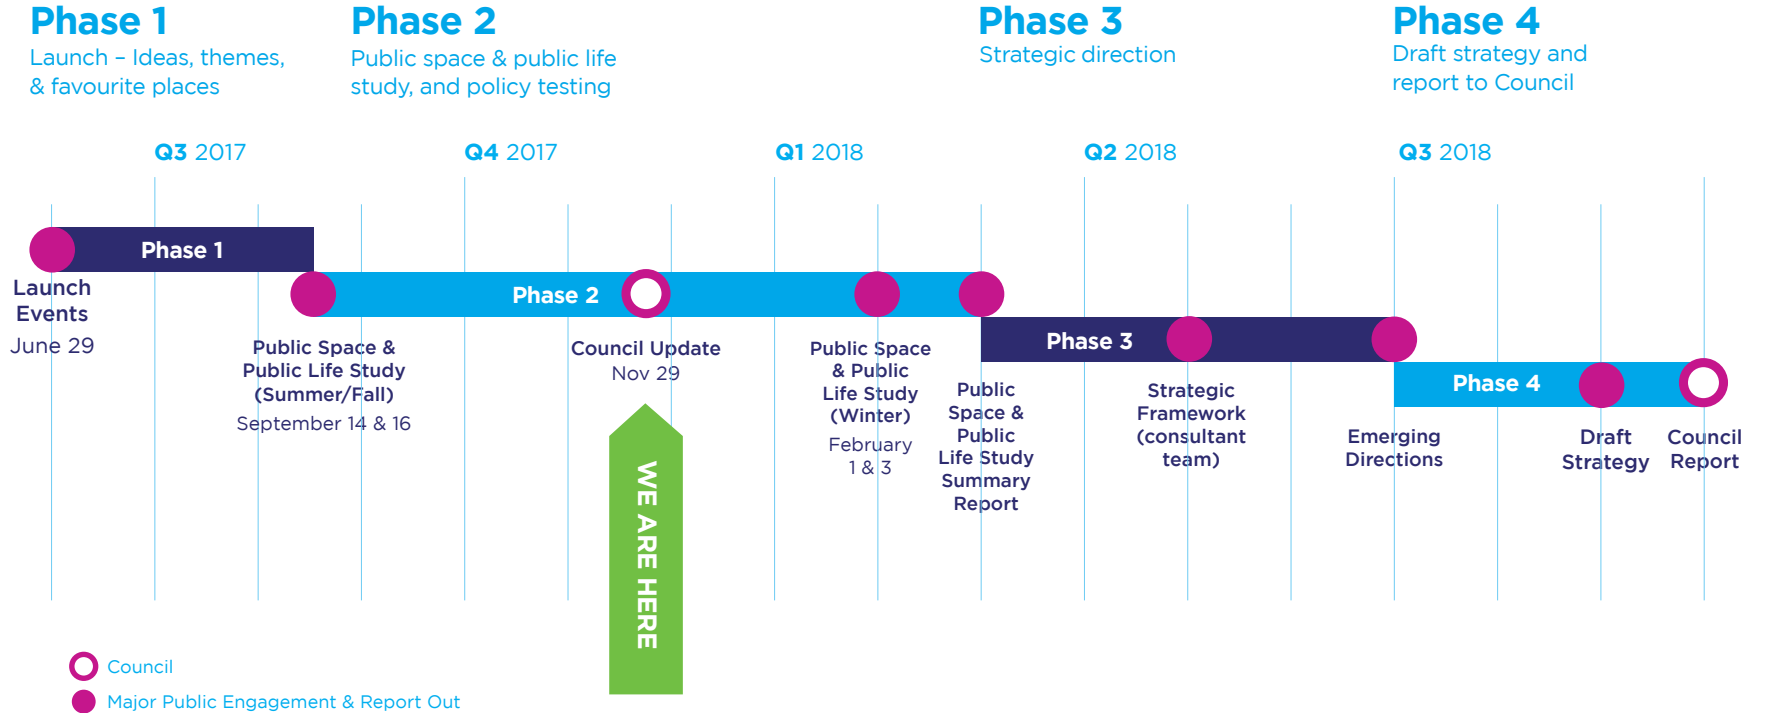 Phase 1
Launch – Ideas, themes,
& favourite places
Phase 2
Public space & public life
study, and policy testing
Phase 3
Strategic direction
Phase 4
Draft strategy and
report to Council
Q3 2017
Q4 2017
Q1 2018
Q2 2018
Q3 2018
Phase 1
Launch
Events
June 29
Phase 2
Public Space &
Public Life Study
(Summer/Fall)
September 14 & 16
Council Update
Nov 29
Public Space
& Public
Life Study
(Winter)
February
1 & 3
Public
Space &
Public
Life Study
Summary
Report
Phase 3
Strategic
Framework
(consultant
team)
Emerging
Directions
Phase 4
Draft
Strategy
Council
Report
WE ARE HERE
Council
Major Public Engagement & Report Out